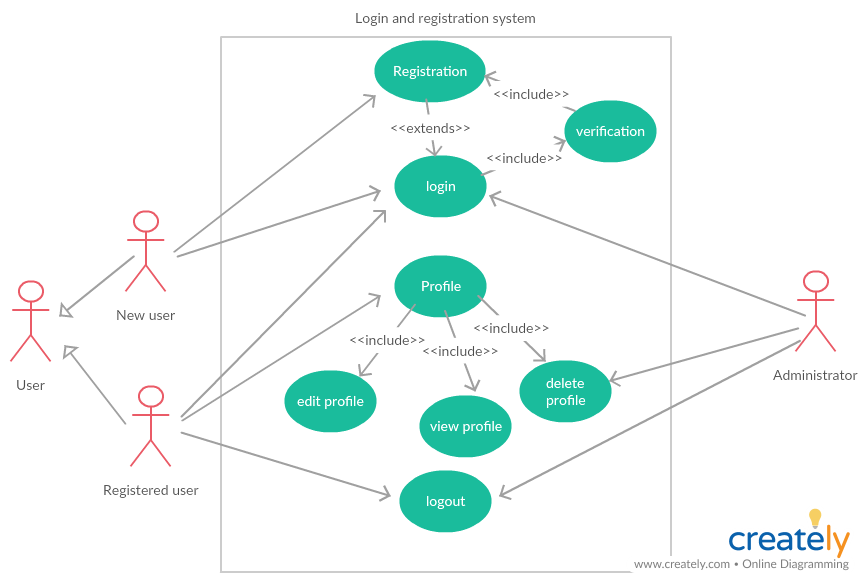 Login and registration system
Registration
<<include>>
verification
<<extends>>
<<include>>
login
New user
Profile
<<include>>
<<include>>
<<include>>
User
Administrator
edit profile
delete
profile
view profile
Registered user
logout
creately
www.creately.com • Online Diagramming